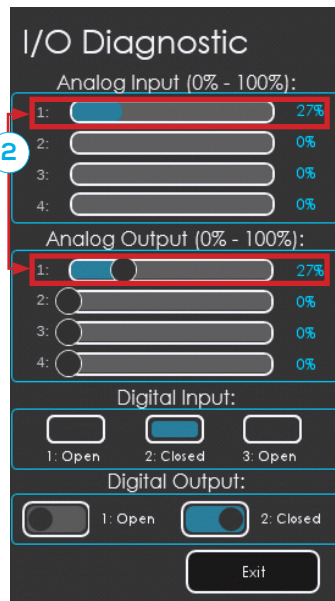 I/O Diagnostic
Analog Input (0% - 100%):
1: 27%
2: 0%
3: 0%
4: 0%
2
Analog Output (0% - 100%):
1: 27%
2: 0%
3: 0%
4: 0%
Digital Input:
1: Open 2: Closed 3: Open
Digital Output:
1: Open 2: Closed
Exit